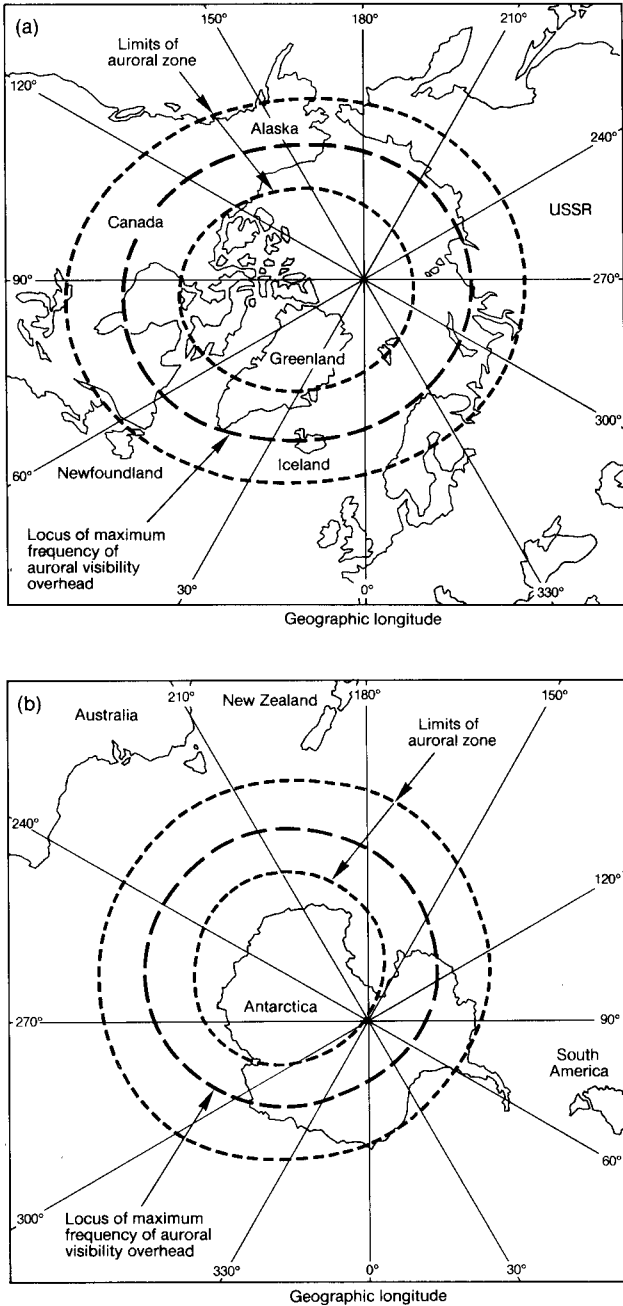 (a)
150°
180°
210°
Limits of
auroral zone
120°
Alaska
240°
Canada
USSR
90°
270°
Greenland
300°
Iceland
Newfoundland
60°
Locus of maximum
frequency of
auroral visibility
overhead
30°
0°
330°
Geographic longitude
(b)
210°
New Zealand
180°
150°
Australia
Limits of
auroral zone
240°
120°
Antarctica
270°
90°
South
America
60°
300°
Locus of maximum
frequency of auroral
visibility overhead
330°
0°
30°
Geographic longitude